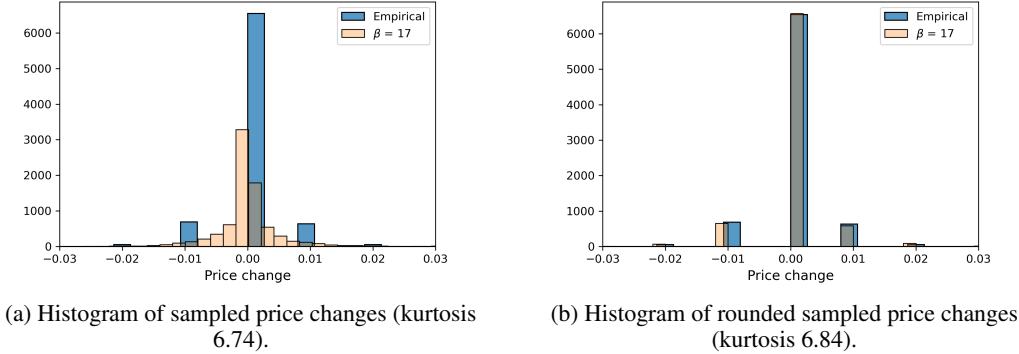 Empirical
β = 17
6000
5000
4000
3000
2000
1000
0
−0.03 −0.02 −0.01 0.00 0.01 0.02 0.03
Price change
(a) Histogram of sampled price changes (kurtosis
6.74).
Empirical
β = 17
6000
5000
4000
3000
2000
1000
0
−0.03 −0.02 −0.01 0.00 0.01 0.02 0.03
Price change
(b) Histogram of rounded sampled price changes
(kurtosis 6.84).